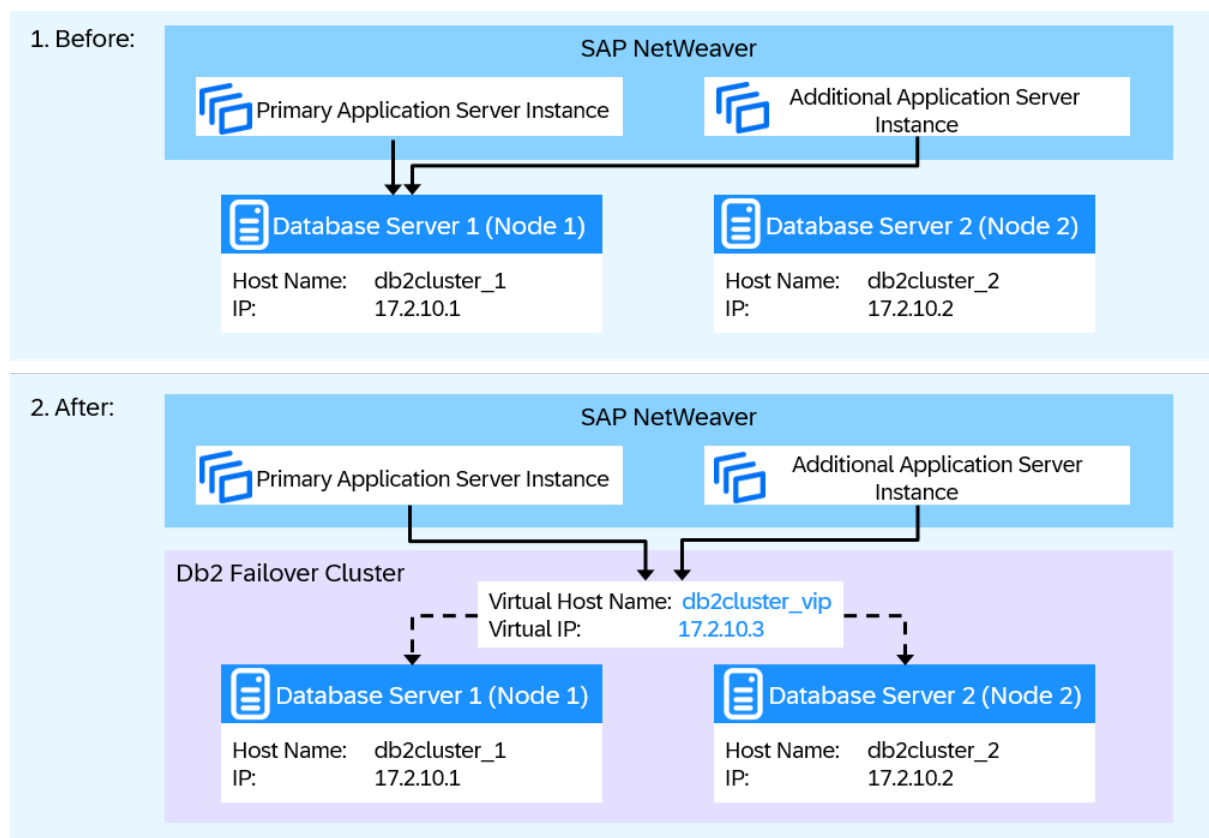 1. Before:
SAP NetWeaver
Primary Application Server Instance
Additional Application Server
Instance
Database Server 1 (Node 1)
Database Server 2 (Node 2)
Host Name: db2cluster_1
IP: 17.2.10.1
Host Name: db2cluster_2
IP: 17.2.10.2
2. After:
SAP NetWeaver
Primary Application Server Instance
Additional Application Server
Instance
Db2 Failover Cluster
Virtual Host Name: db2cluster_vip
Virtual IP: 17.2.10.3
Database Server 1 (Node 1)
Database Server 2 (Node 2)
Host Name: db2cluster_1
IP: 17.2.10.1
Host Name: db2cluster_2
IP: 17.2.10.2